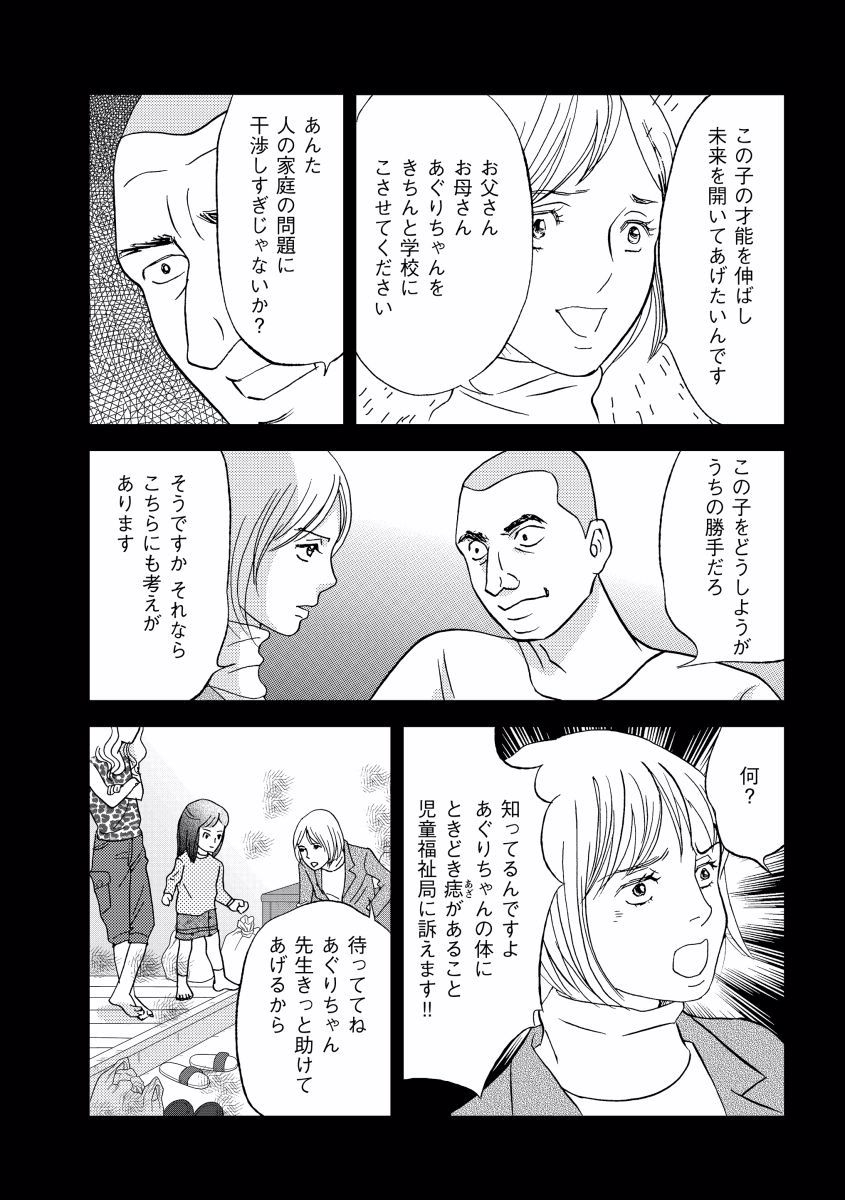 この子の才能を伸ばし
未来を開いてあげたいんです
お父さん
お母さん
あぐりちゃんを
きちんと学校に
こさせてください
あんた
人の家庭の問題に
干渉しすぎじゃないか?
この子をどうしようが
うちの勝手だろ
そうですか それなら
こちらにも考えが
あります
何?
知ってるんですよ
あぐりちゃんの体に
ときどき痣があること
あざ
児童福祉局に訴えます!!
待っててね
あぐりちゃん
先生きっと助けて
あげるから